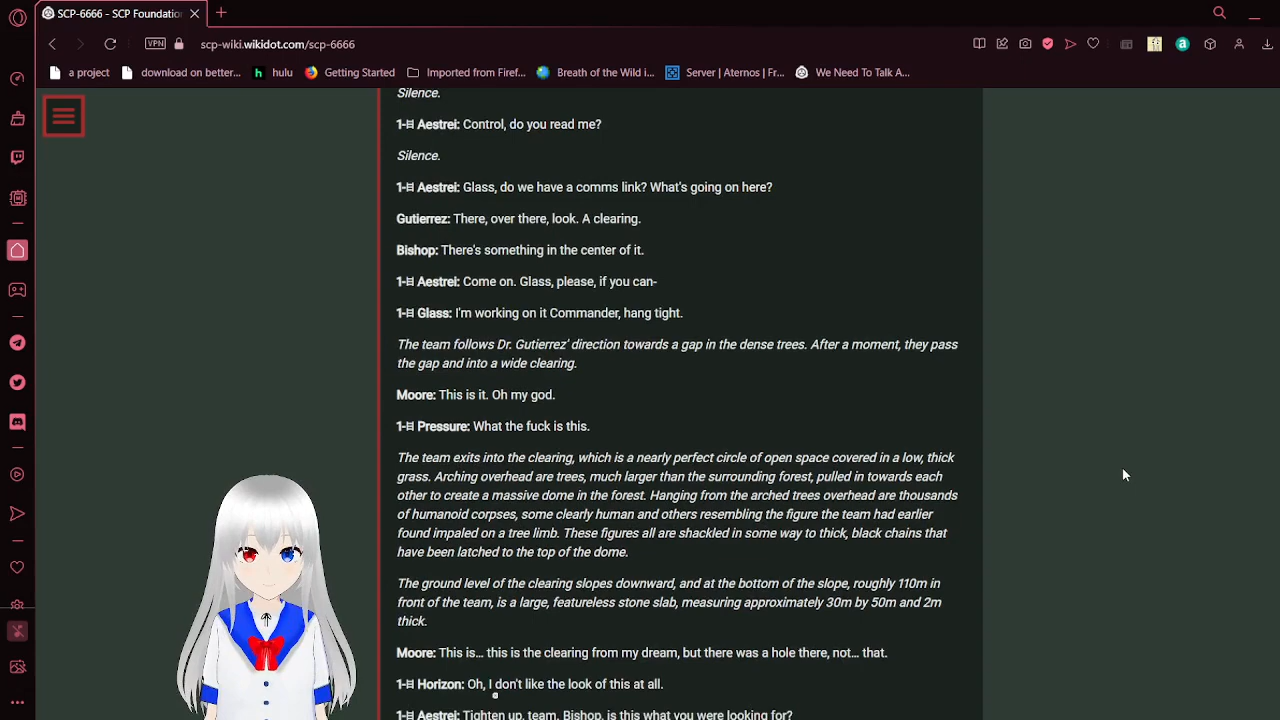 SCP-6666 - SCP Foundation
VPN
scp-wiki.wikidot.com/scp-6666
a project
download on better...
hulu
Getting Started
Imported from Firef...
Breath of the Wild i...
Server | Aternos | Fr...
We Need To Talk A...
Silence.
1-ⵌ Aestrei: Control, do you read me?
Silence.
1-ⵌ Aestrei: Glass, do we have a comms link? What's going on here?
Gutierrez: There, over there, look. A clearing.
Bishop: There's something in the center of it.
1-ⵌ Aestrei: Come on. Glass, please, if you can-
1-ⵌ Glass: I'm working on it Commander, hang tight.
The team follows Dr. Gutierrez' direction towards a gap in the dense trees. After a moment, they pass
the gap and into a wide clearing.
Moore: This is it. Oh my god.
1-ⵌ Pressure: What the fuck is this.
The team exits into the clearing, which is a nearly perfect circle of open space covered in a low, thick
grass. Arching overhead are trees, much larger than the surrounding forest, pulled in towards each
other to create a massive dome in the forest. Hanging from the arched trees overhead are thousands
of humanoid corpses, some clearly human and others resembling the figure the team had earlier
found impaled on a tree limb. These figures all are shackled in some way to thick, black chains that
have been latched to the top of the dome.
The ground level of the clearing slopes downward, and at the bottom of the slope, roughly 110m in
front of the team, is a large, featureless stone slab, measuring approximately 30m by 50m and 2m
thick.
Moore: This is… this is the clearing from my dream, but there was a hole there, not… that.
1-ⵌ Horizon: Oh, I don't like the look of this at all.
1-ⵌ Aestrei: Tighten up, team. Bishop, is this what you were looking for?